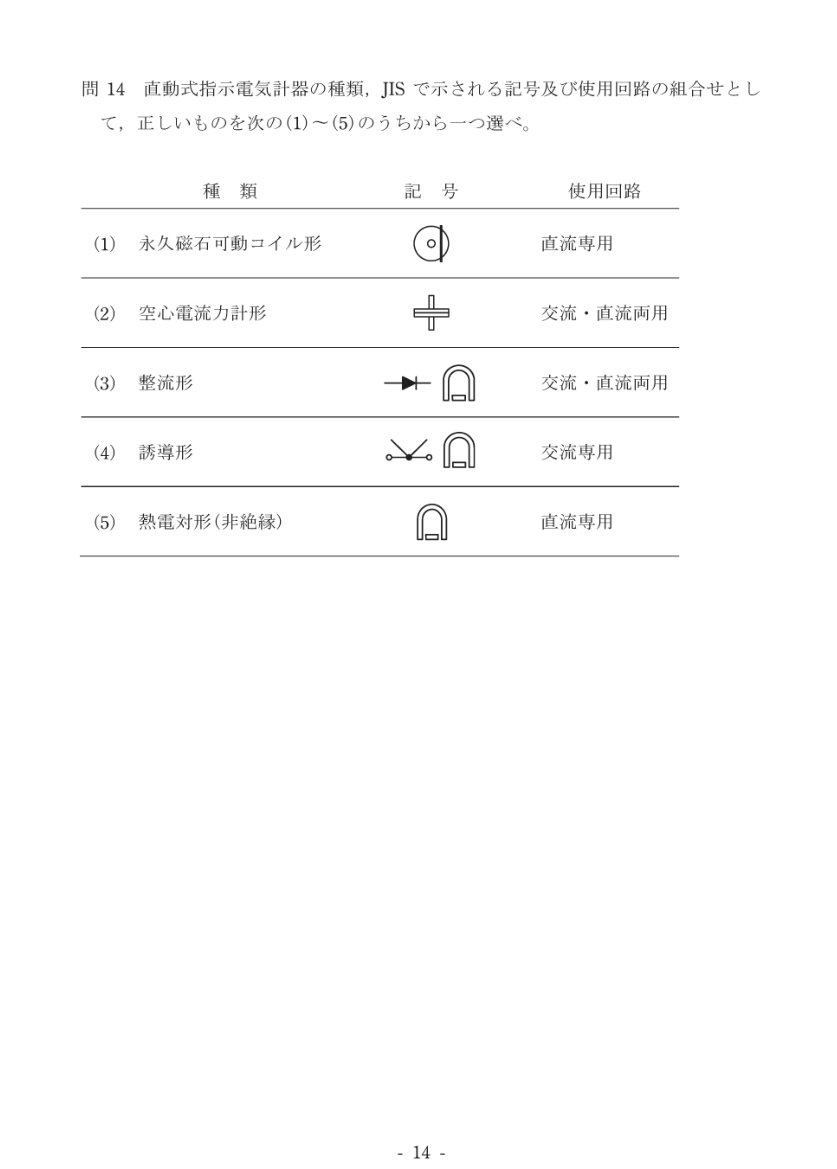 問 14　直動式指示電気計器の種類，JIS で示される記号及び使用回路の組合せとし
て，正しいものを次の(1)～(5)のうちから一つ選べ。
種　類　記　号　使用回路
(1)　永久磁石可動コイル形　直流専用
(2)　空心電流力計形　交流・直流両用
(3)　整流形　交流・直流両用
(4)　誘導形　交流専用
(5)　熱電対形(非絶縁)　直流専用
- 14 -